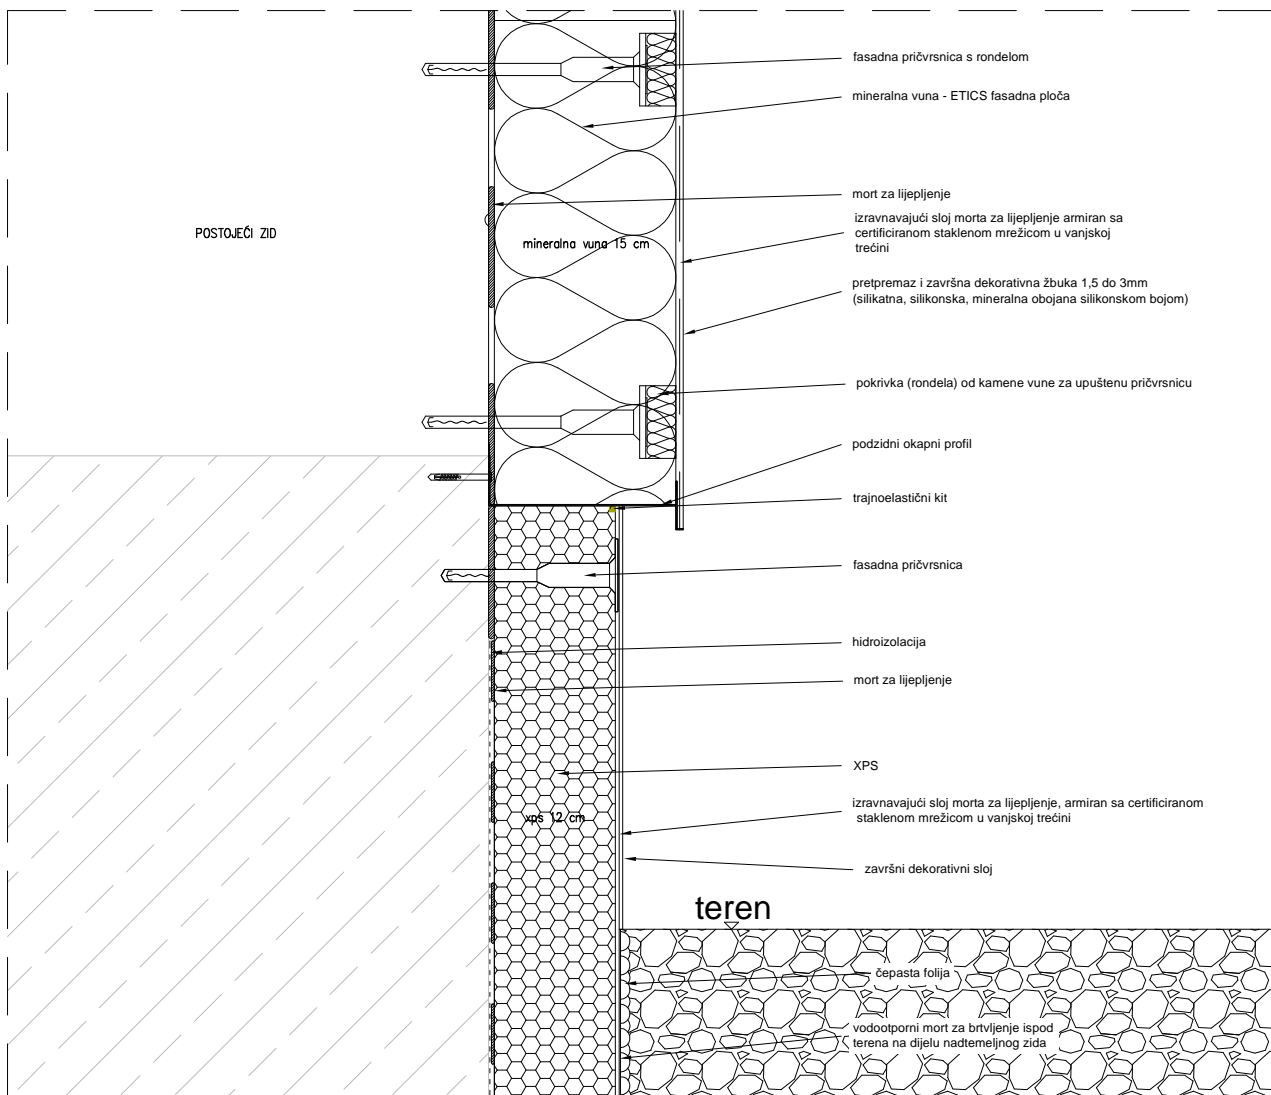 fasadna pričvrsnica s rondelom
mineralna vuna - ETICS fasadna ploča
mort za lijepljenje
izravnavajući sloj morta za lijepljenje armiran sa
certificiranom staklenom mrežicom u vanjskoj
trećini
POSTOJEĆI ZID
mineralna vuna 15 cm
pretpremaz i završna dekorativna žbuka 1,5 do 3mm
(silikatna, silikonska, mineralna obojana silikonskom bojom)
pokrivka (rondela) od kamene vune za upuštenu pričvrsnicu
podzidni okapni profil
trajnoelastični kit
fasadna pričvrsnica
hidroizolacija
mort za lijepljenje
XPS
izravnavajući sloj morta za lijepljenje, armiran sa certificiranom
staklenom mrežicom u vanjskoj trećini
xps 12 cm
završni dekorativni sloj
teren
čepasta folija
vodootporni mort za brtvljenje ispod
terena na dijelu nadtemeljnog zida